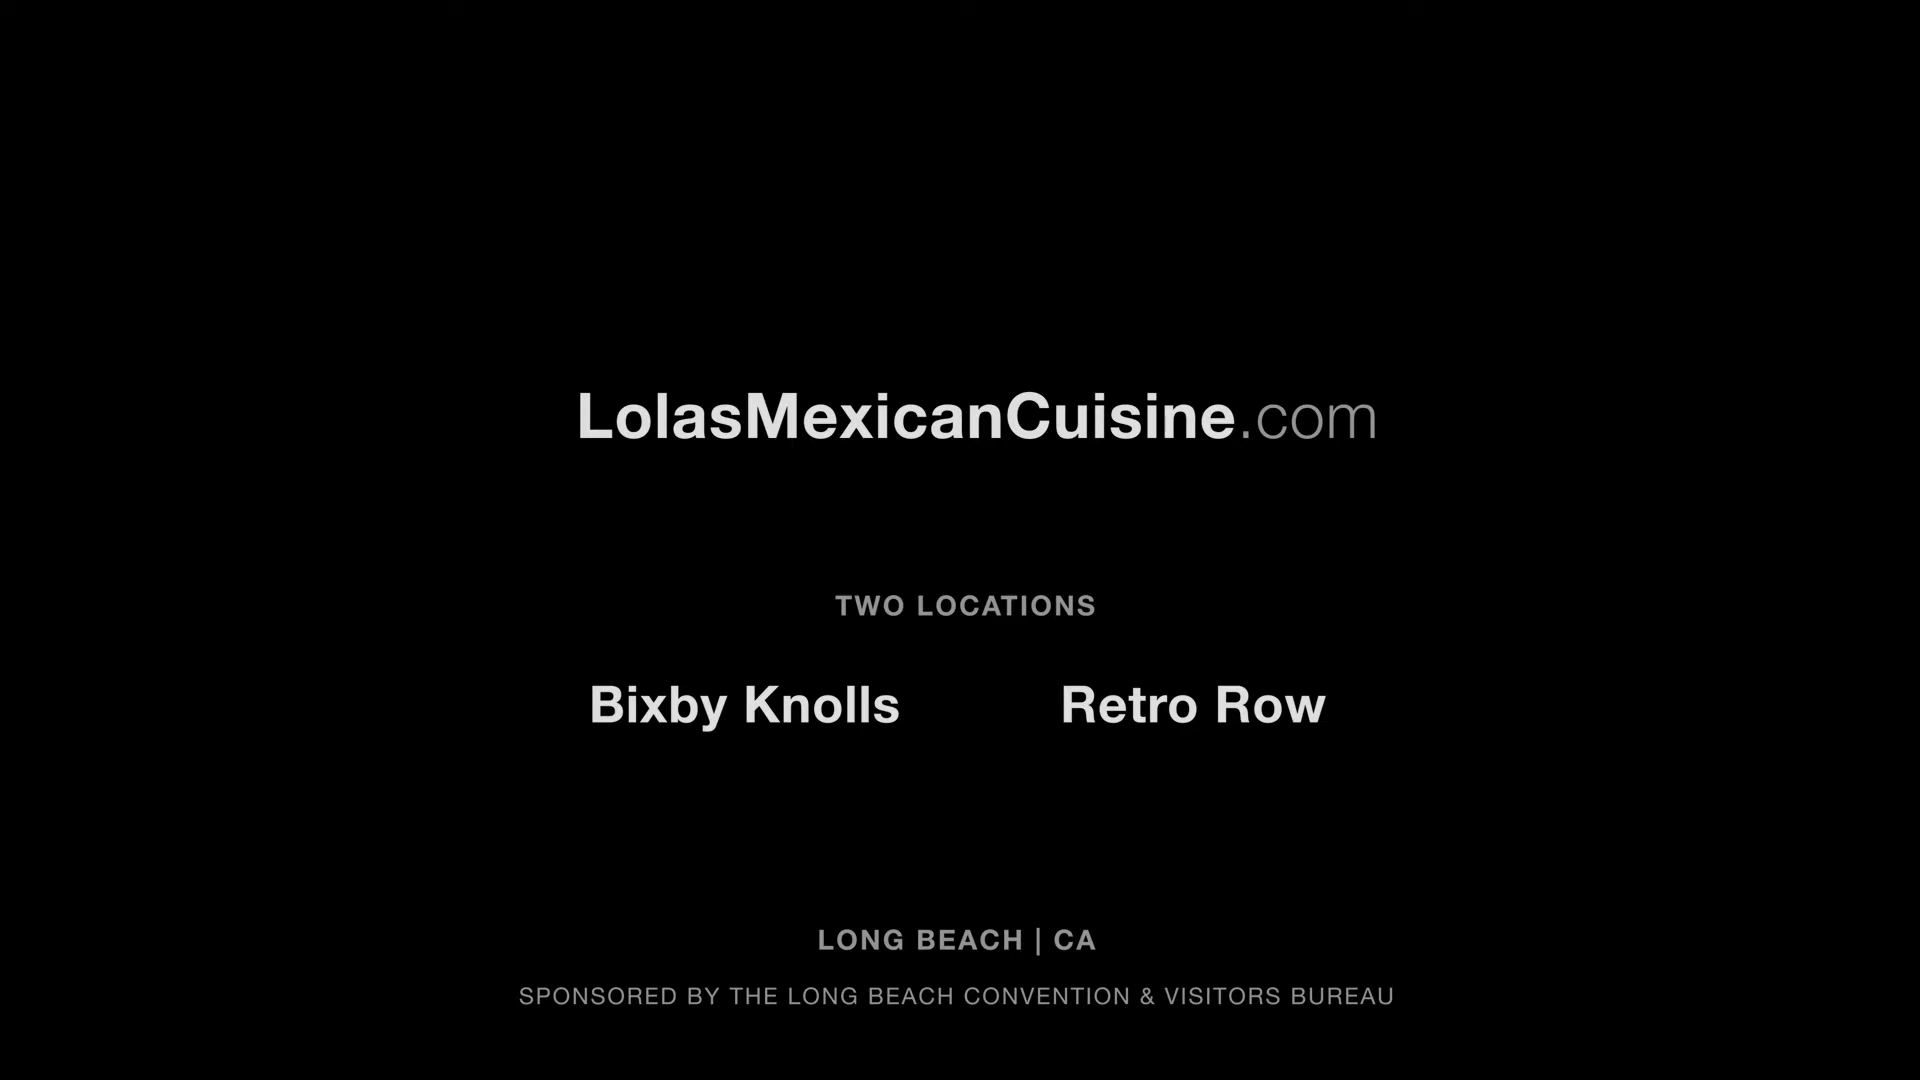 LolasMexicanCuisine.com
TWO LOCATIONS
Bixby Knolls
Retro Row
LONG BEACH | CA
SPONSORED BY THE LONG BEACH CONVENTION & VISITORS BUREAU